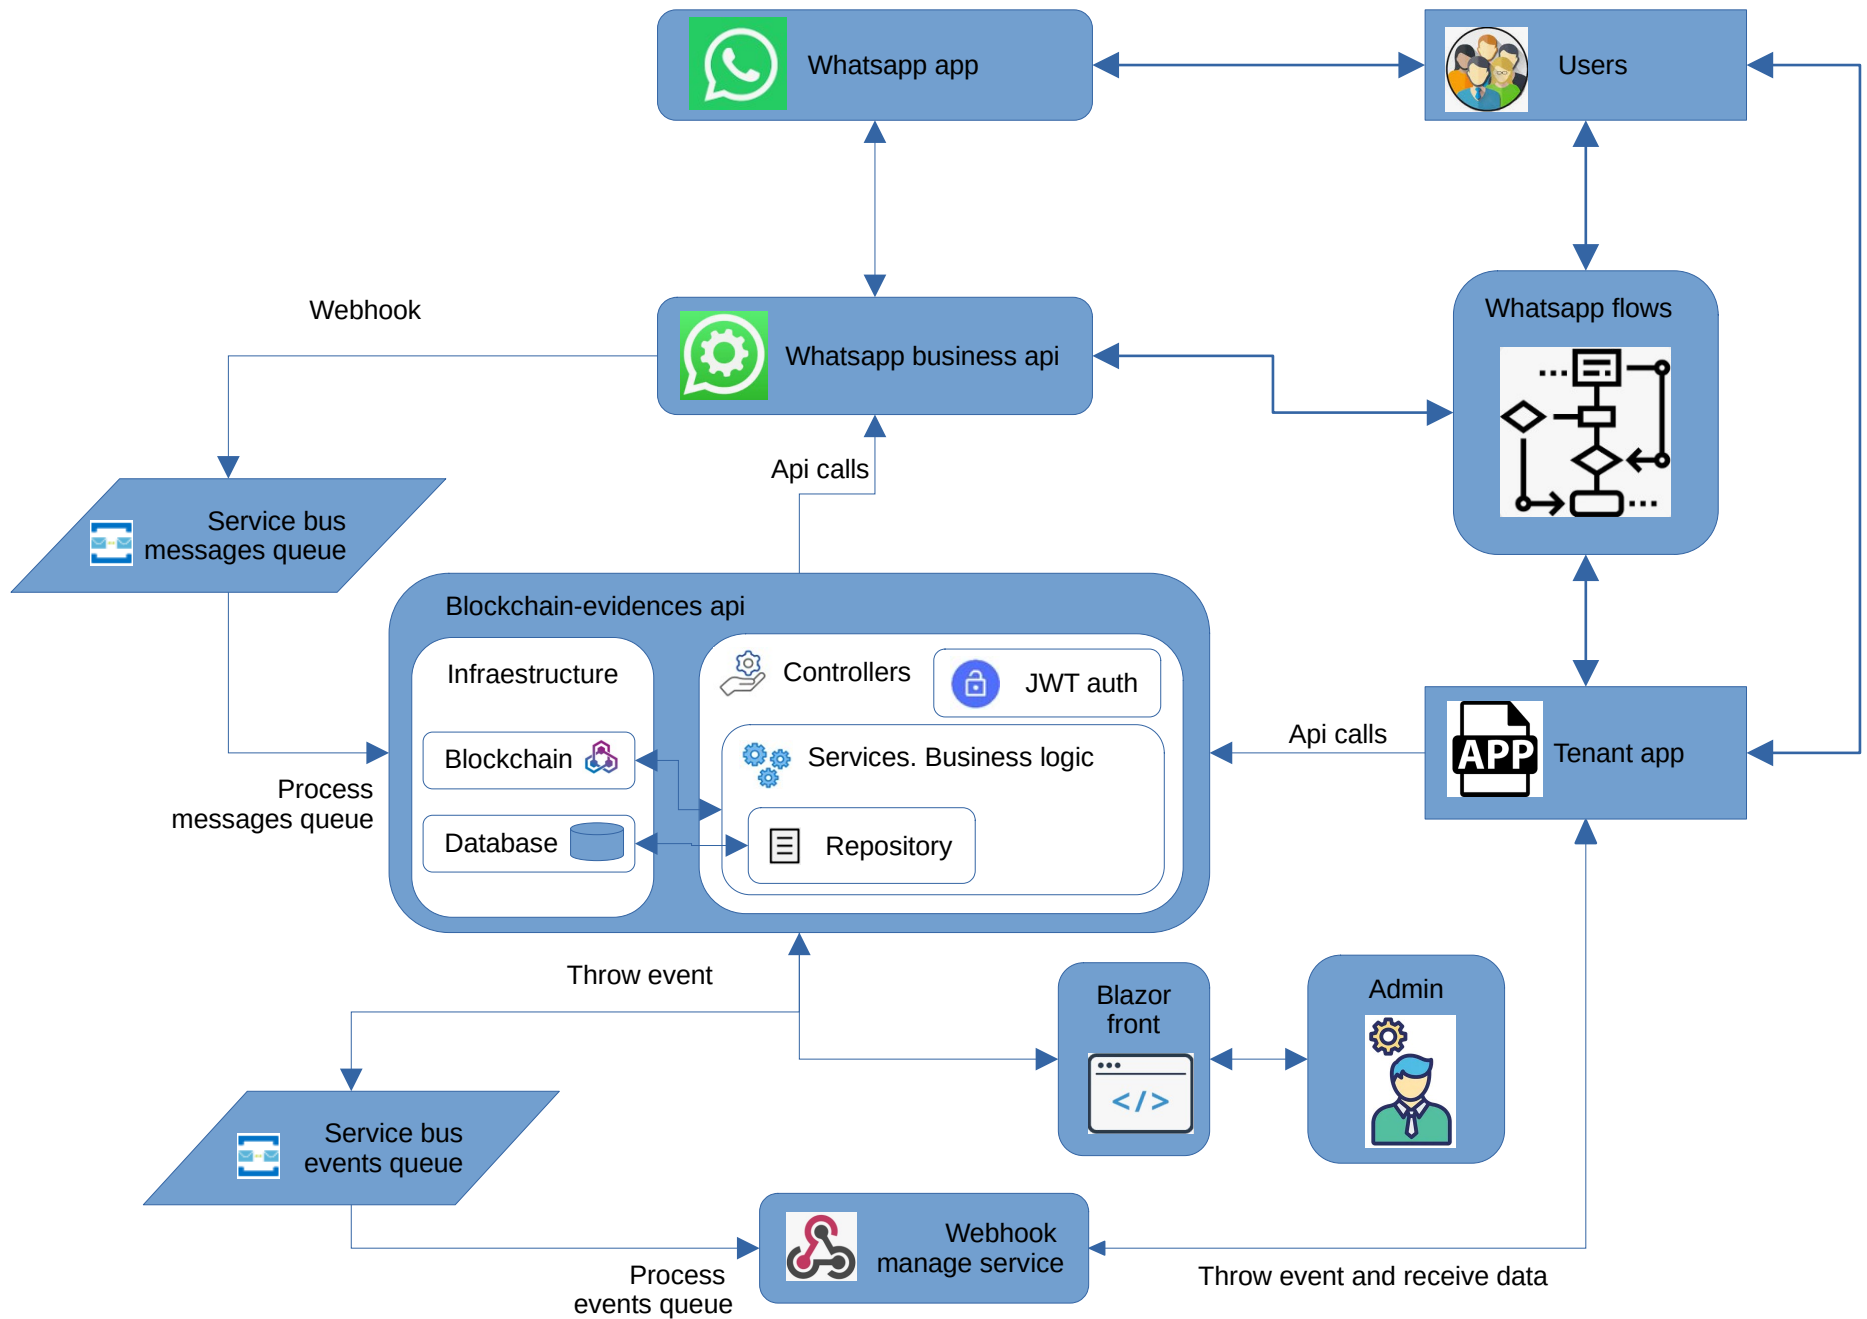 Whatsapp app
Users
Whatsapp flows
Webhook
Whatsapp business api
Api calls
Service bus
messages queue
Blockchain-evidences api
Infraestructure
Controllers
JWT auth
Blockchain
Services. Business logic
Api calls
APP
Tenant app
Process
messages queue
Database
Repository
Throw event
Blazor
front
</>
Admin
Service bus
events queue
Webhook
manage service
Process
events queue
Throw event and receive data